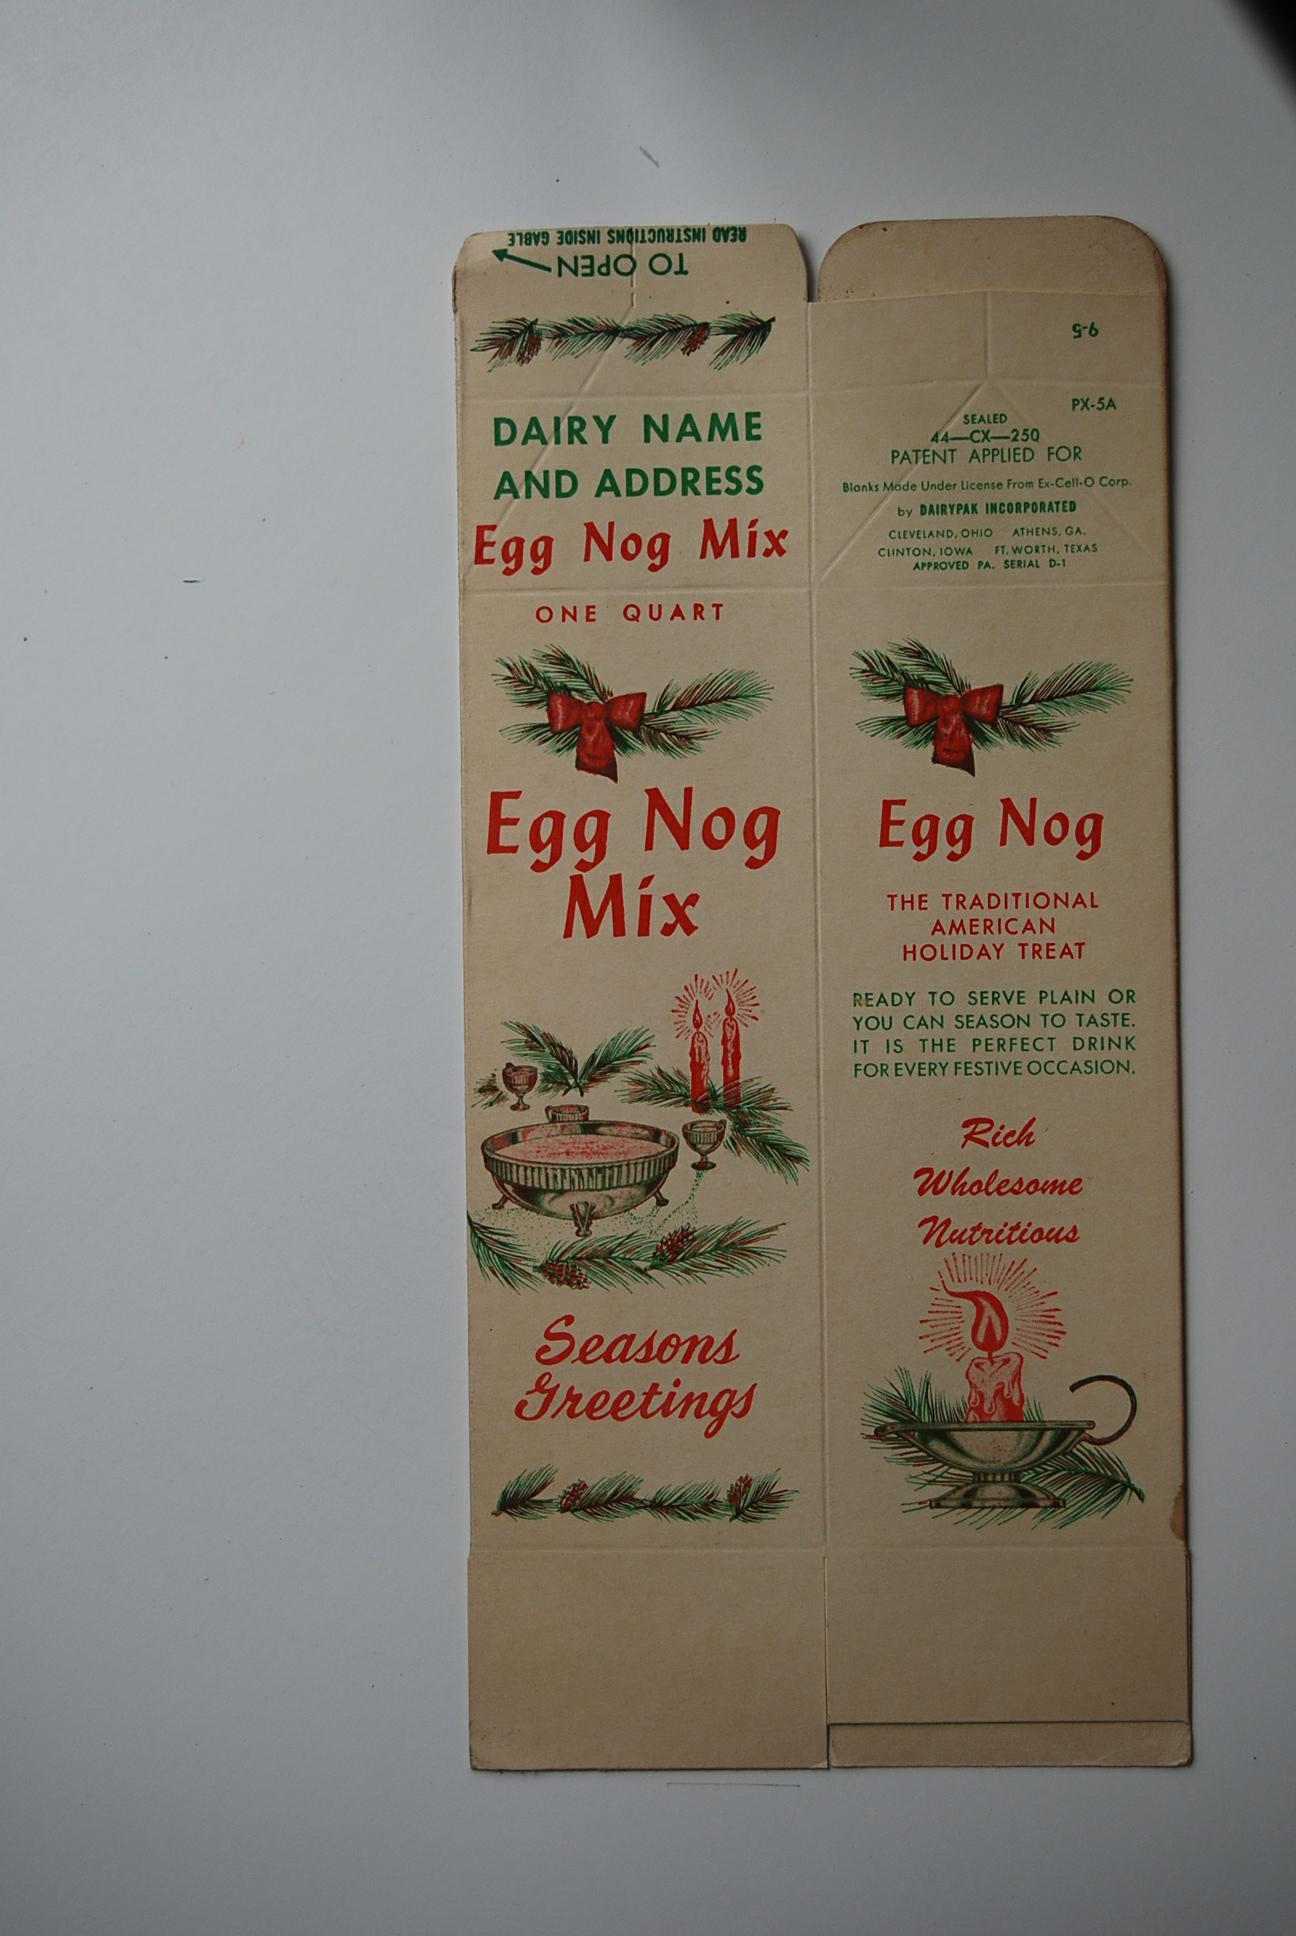 READ INSTRUCTIONS INSIDE GABLE
TO OPEN
DAIRY NAME
AND ADDRESS
Egg Nog Mix
ONE QUART
Egg Nog
Mix
Seasons
Greetings
9-5
PX-5A
SEALED
44—CX—250
PATENT APPLIED FOR
Blanks Made Under License From Ex-Cell-O Corp.
by DAIRYPAK INCORPORATED
CLEVELAND, OHIO ATHENS, GA.
CLINTON, IOWA FT. WORTH, TEXAS
APPROVED PA. SERIAL D-1
Egg Nog
THE TRADITIONAL
AMERICAN
HOLIDAY TREAT
READY TO SERVE PLAIN OR
YOU CAN SEASON TO TASTE.
IT IS THE PERFECT DRINK
FOR EVERY FESTIVE OCCASION.
Rich
Wholesome
Nutritious